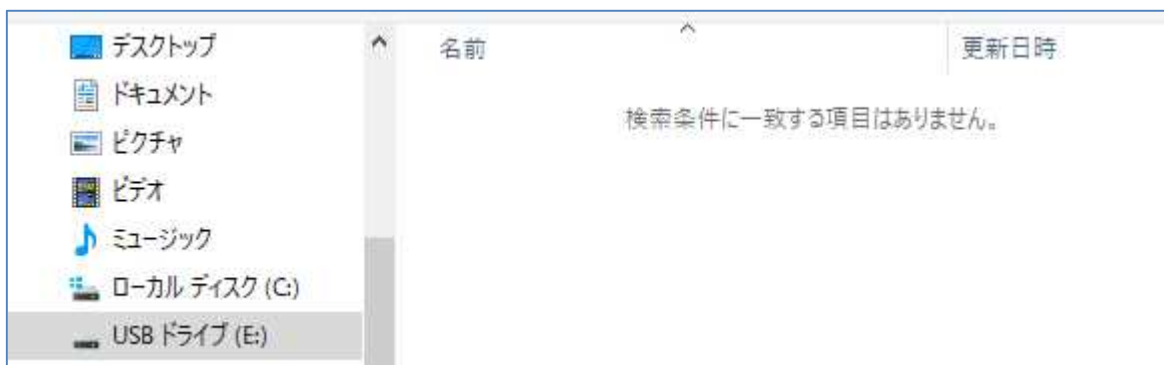 デスクトップ
ドキュメント
ピクチャ
ビデオ
ミュージック
ローカル ディスク (C:)
USB ドライブ (E:)
名前
更新日時
検索条件に一致する項目はありません。